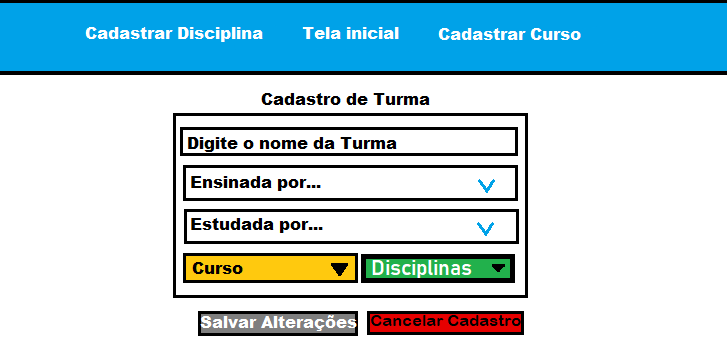 Cadastrar Disciplina Tela inicial Cadastrar Curso
Cadastro de Turma
Digite o nome da Turma
Ensinada por...
Estudada por...
Curso Disciplinas
Salvar Alterações Cancelar Cadastro